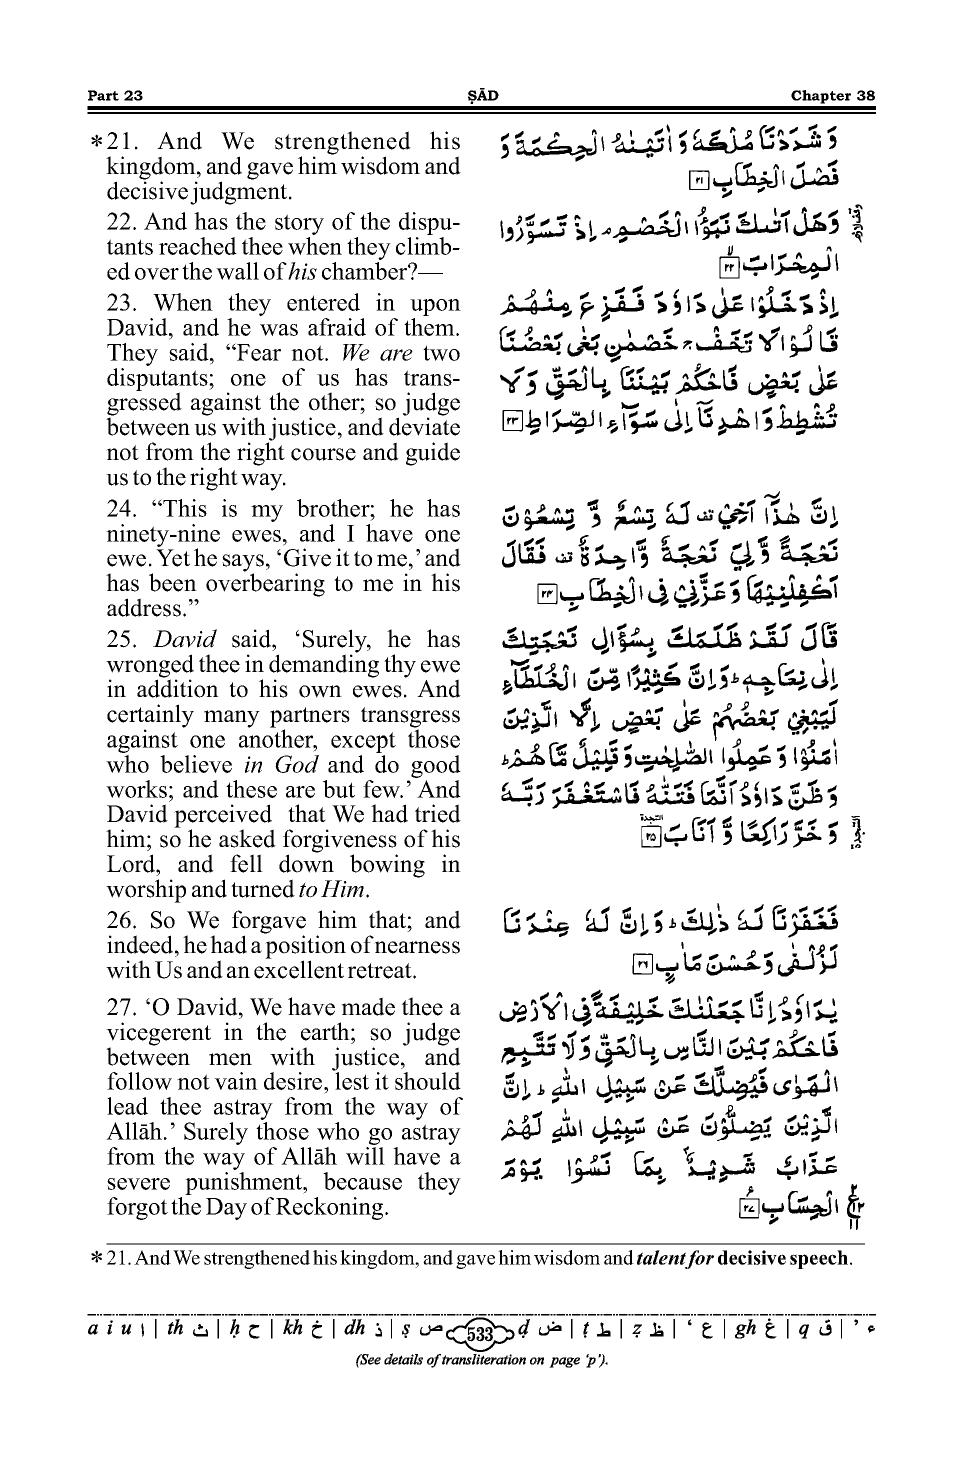 Part 23 ṢĀD Chapter 38
*21. And We strengthened his
kingdom, and gave him wisdom and
decisive judgment.
22. And has the story of the dispu-
tants reached thee when they climb-
ed over the wall of his chamber?—
23. When they entered in upon
David, and he was afraid of them.
They said, “Fear not. We are two
disputants; one of us has trans-
gressed against the other; so judge
between us with justice, and deviate
not from the right course and guide
us to the right way.
24. “This is my brother; he has
ninety-nine ewes, and I have one
ewe. Yet he says, ‘Give it to me,’ and
has been overbearing to me in his
address.”
25. David said, ‘Surely, he has
wronged thee in demanding thy ewe
in addition to his own ewes. And
certainly many partners transgress
against one another, except those
who believe in God and do good
works; and these are but few.’ And
David perceived that We had tried
him; so he asked forgiveness of his
Lord, and fell down bowing in
worship and turned to Him.
26. So We forgave him that; and
indeed, he had a position of nearness
with Us and an excellent retreat.
27. ‘O David, We have made thee a
vicegerent in the earth; so judge
between men with justice, and
follow not vain desire, lest it should
lead thee astray from the way of
Allāh.’ Surely those who go astray
from the way of Allāh will have a
severe punishment, because they
forgot the Day of Reckoning.
وَ شَدَدْنَا مُلْكَهٗ وَ اٰتَيْنٰهُ الْحِكْمَةَ وَ
فَصْلَ الْخِطَابِ ۲۱
وَ هَلْ اَتٰىكَ نَبَؤُا الْخَصْمِ ۘ اِذْ تَسَوَّرُوا
الْمِحْرَابَ ۲۲
اِذْ دَخَلُوْا عَلٰى دَاوٗدَ فَفَزِعَ مِنْهُمْ
قَالُوْا لَا تَخَفْ ۚ خَصْمٰنِ بَغٰى بَعْضُنَا
عَلٰى بَعْضٍ فَاحْكُمْ بَيْنَنَا بِالْحَقِّ وَ لَا
تُشْطِطْ وَ اهْدِنَآ اِلٰى سَوَآءِ الصِّرَاطِ ۲۳
اِنَّ هٰذَآ اَخِيْ ۟ لَهٗ تِسْعٌ وَّ تِسْعُوْنَ
نَعْجَةً وَّ لِيَ نَعْجَةٌ وَّاحِدَةٌ ۟ فَقَالَ
اَكْفِلْنِيْهَا وَ عَزَّنِيْ فِى الْخِطَابِ ۲۴
قَالَ لَقَدْ ظَلَمَكَ بِسُؤَالِ نَعْجَتِكَ
اِلٰى نِعَاجِهٖ ؕ وَ اِنَّ كَثِيْرًا مِّنَ الْخُلَطَآءِ
لَيَبْغِيْ بَعْضُهُمْ عَلٰى بَعْضٍ اِلَّا الَّذِيْنَ
اٰمَنُوْا وَ عَمِلُوا الصّٰلِحٰتِ وَ قَلِيْلٌ مَّا هُمْ ؕ
وَ ظَنَّ دَاوٗدُ اَنَّمَا فَتَنّٰهُ فَاسْتَغْفَرَ رَبَّهٗ
وَ خَرَّ رَاكِعًا وَّ اَنَابَ ۲۵ السجدة
فَغَفَرْنَا لَهٗ ذٰلِكَ ؕ وَ اِنَّ لَهٗ عِنْدَنَا
لَزُلْفٰى وَ حُسْنَ مَاٰبٍ ۲۶
يٰدَاوٗدُ اِنَّا جَعَلْنٰكَ خَلِيْفَةً فِى الْاَرْضِ
فَاحْكُمْ بَيْنَ النَّاسِ بِالْحَقِّ وَ لَا تَتَّبِعِ
الْهَوٰى فَيُضِلَّكَ عَنْ سَبِيْلِ اللّٰهِ ؕ اِنَّ
الَّذِيْنَ يَضِلُّوْنَ عَنْ سَبِيْلِ اللّٰهِ لَهُمْ
عَذَابٌ شَدِيْدٌۢ بِمَا نَسُوْا يَوْمَ
الْحِسَابِ ۲۷
*21. And We strengthened his kingdom, and gave him wisdom and talent for decisive speech.
a i u ا | th ث | ḥ ح | kh خ | dh ذ | ṣ ص 533 ḍ ض | ṭ ط | ẓ ظ | ‘ ع | gh غ | q ق | ’ ء
(See details of transliteration on page ‘p’).